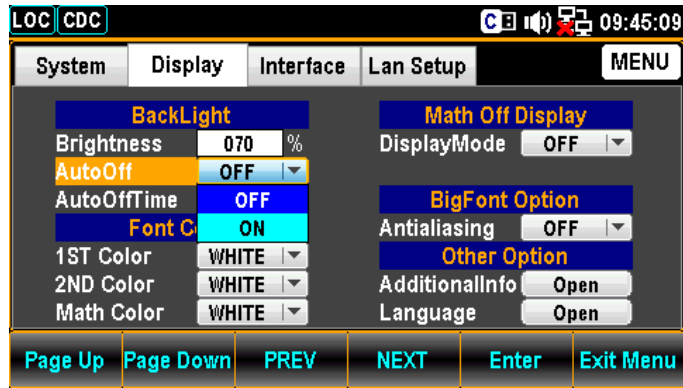 LOC CDC C 09:45:09
System Display Interface Lan Setup MENU
BackLight
Brightness 070 %
AutoOff OFF
AutoOffTime OFF
ON
Font C
1ST Color WHITE
2ND Color WHITE
Math Color WHITE
Math Off Display
DisplayMode OFF
BigFont Option
Antialiasing OFF
Other Option
AdditionalInfo Open
Language Open
Page Up Page Down PREV NEXT Enter Exit Menu